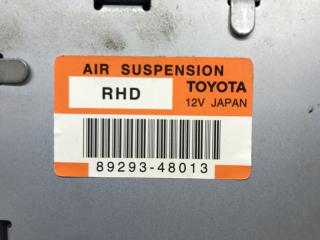 AIR SUSPENSION
RHD TOYOTA
12V JAPAN
89293-48013